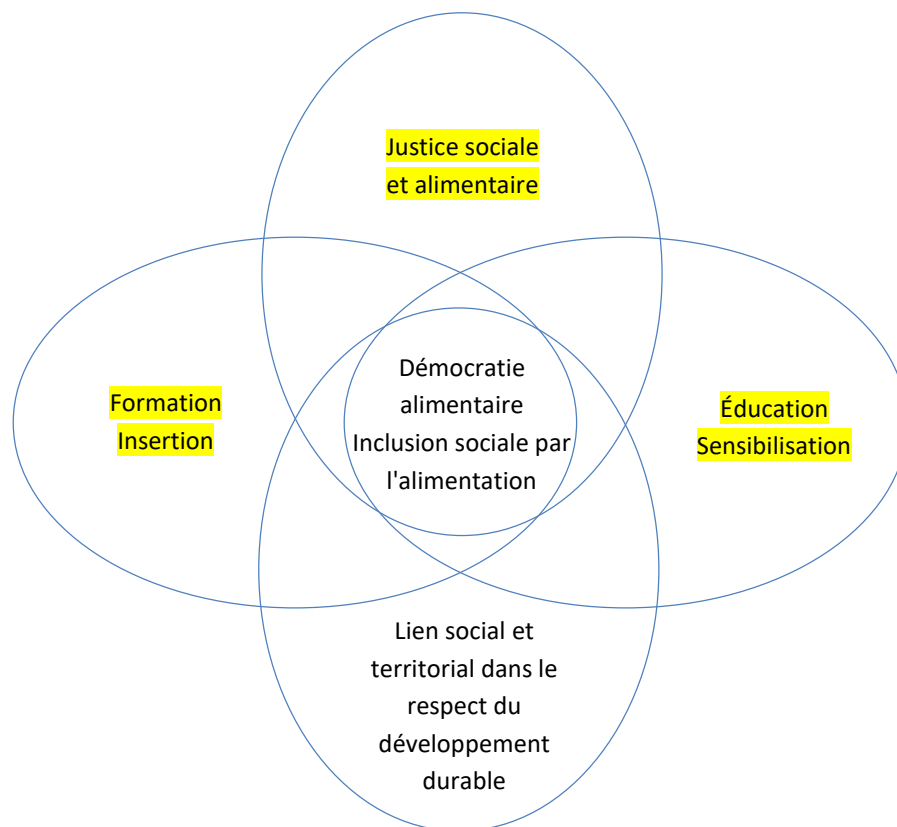 Justice sociale
et alimentaire
Formation
Insertion
Démocratie
alimentaire
Inclusion sociale par
l'alimentation
Éducation
Sensibilisation
Lien social et
territorial dans le
respect du
développement
durable